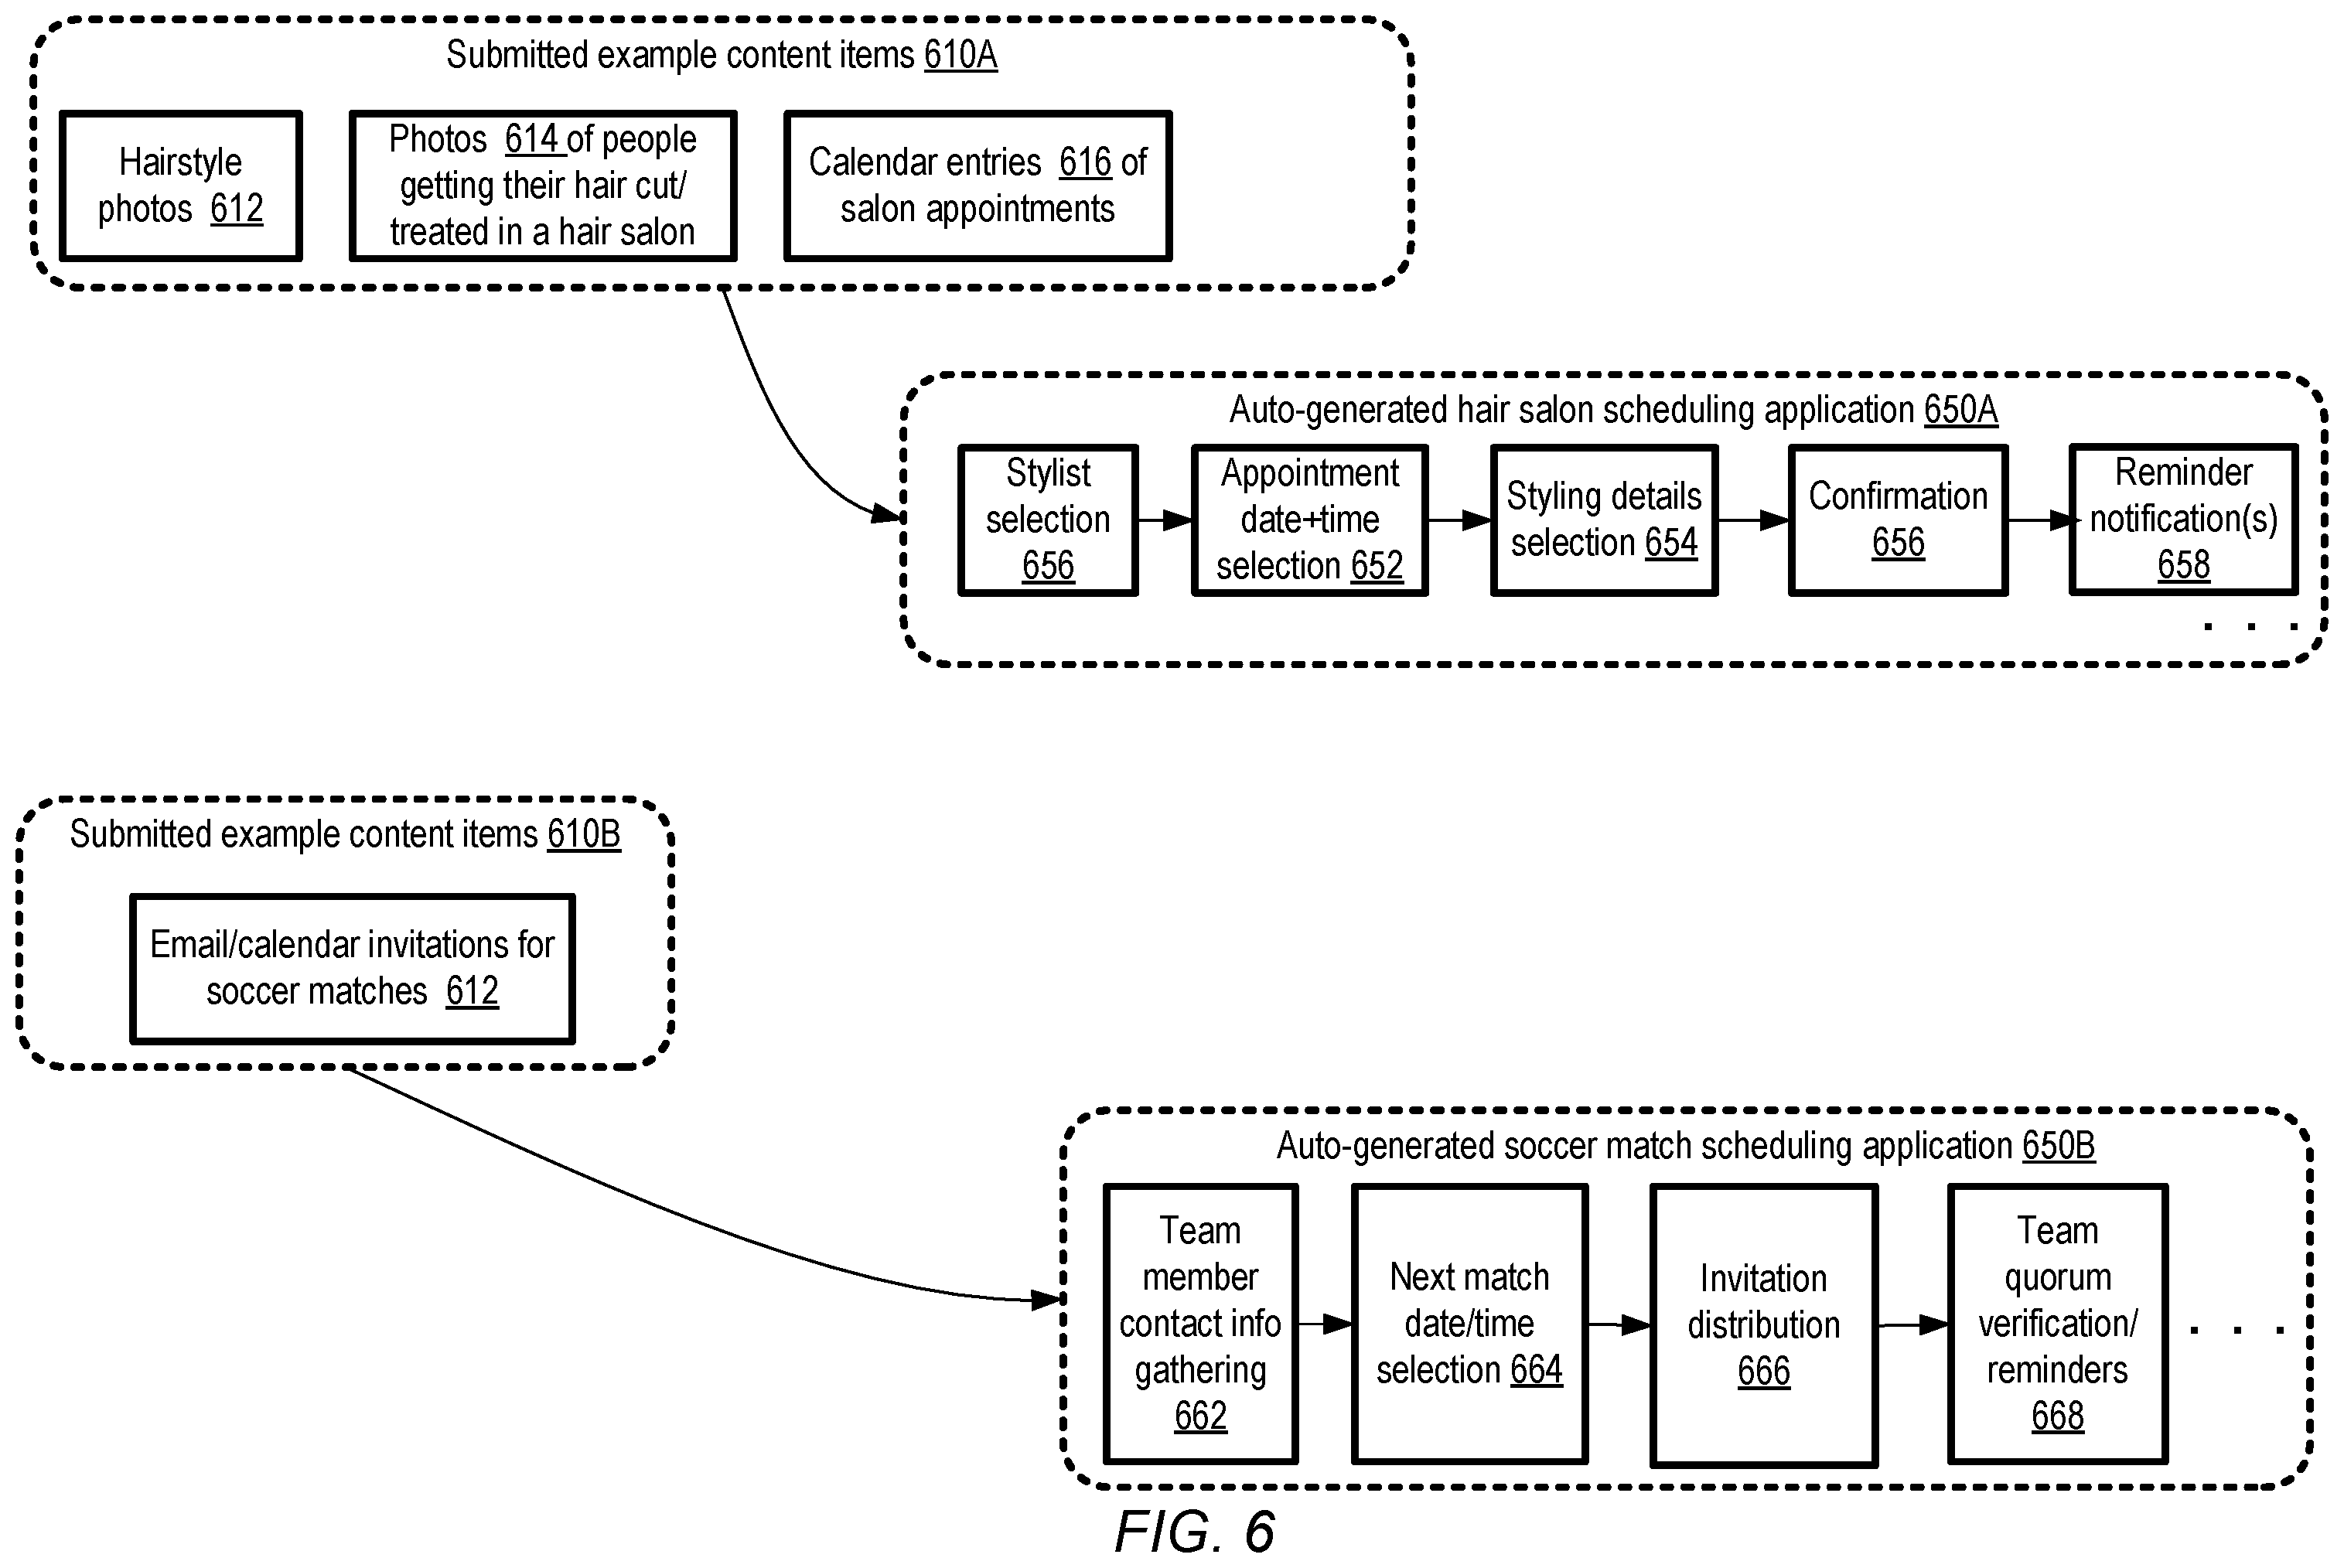 Submitted example content items 610A
Hairstyle
photos 612
Photos 614 of people
getting their hair cut/
treated in a hair salon
Calendar entries 616 of
salon appointments
Auto-generated hair salon scheduling application 650A
Stylist
selection
656
Appointment
date+time
selection 652
Styling details
selection 654
Confirmation
656
Reminder
notification(s)
658
. . .
Submitted example content items 610B
Email/calendar invitations for
soccer matches 612
Auto-generated soccer match scheduling application 650B
Team
member
contact info
gathering
662
Next match
date/time
selection 664
Invitation
distribution
666
Team
quorum
verification/
reminders
668
. . .
FIG. 6